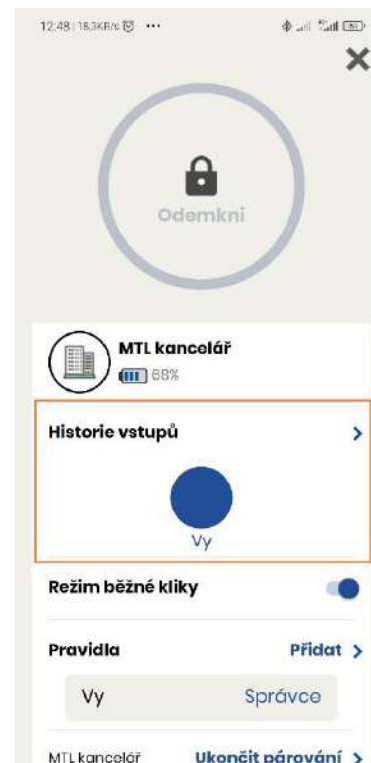 12:48 | 18,3KB/s ...
Odemkni
MTL kancelář
68%
Historie vstupů
Vy
Režim běžné kliky
Pravidla Přidat
Vy Správce
MTL kancelář Ukončit párování